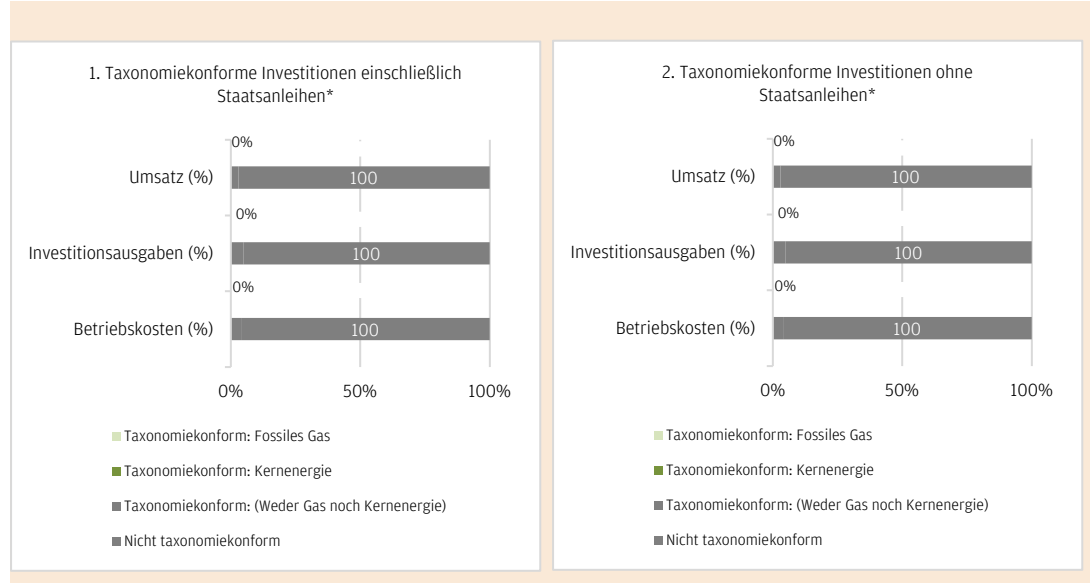 1. Taxonomiekonforme Investitionen einschließlich
Staatsanleihen*
0%
Umsatz (%)
100
0%
Investitionsausgaben (%)
100
0%
Betriebskosten (%)
100
0%
50%
100%
Taxonomiekonform: Fossiles Gas
Taxonomiekonform: Kernenergie
Taxonomiekonform: (Weder Gas noch Kernenergie)
Nicht taxonomiekonform
2. Taxonomiekonforme Investitionen ohne
Staatsanleihen*
0%
Umsatz (%)
100
0%
Investitionsausgaben (%)
100
0%
Betriebskosten (%)
100
0%
50%
100%
Taxonomiekonform: Fossiles Gas
Taxonomiekonform: Kernenergie
Taxonomiekonform: (Weder Gas noch Kernenergie)
Nicht taxonomiekonform